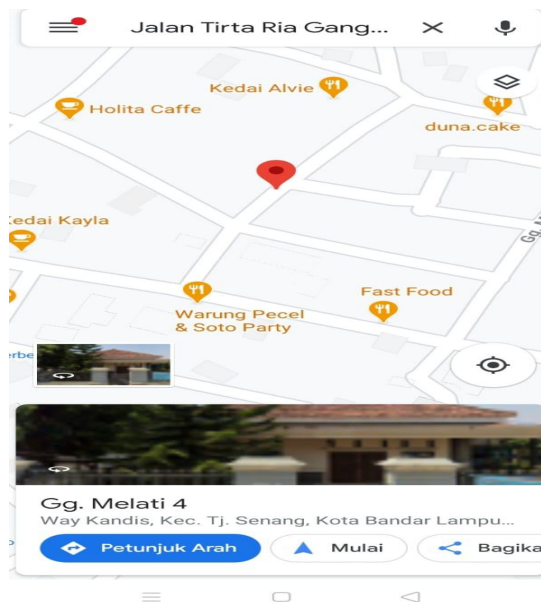 Jalan Tirta Ria Gang...
Kedai Alvie
Holita Caffe
duna.cake
Kedai Kayla
Gg.
Fast Food
Warung Pecel
& Soto Party
Gg. Melati 4
Way Kandis, Kec. Tj. Senang, Kota Bandar Lampu...
Petunjuk Arah
Mulai
Bagika